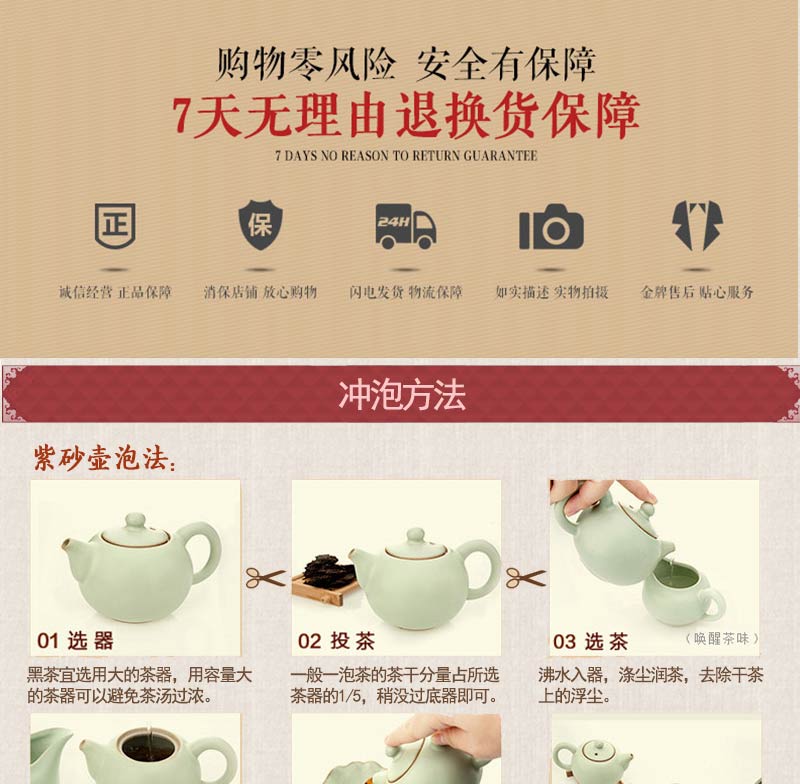 购物零风险 安全有保障
7天无理由退换货保障
7 DAYS NO REASON TO RETURN GUARANTEE
正
保
24H
诚信经营 正品保障
消保店铺 放心购物
闪电发货 物流保障
如实描述 实物拍摄
金牌售后 贴心服务
冲泡方法
紫砂壶泡法：
01 选器
黑茶宜选用大的茶器，用容量大
的茶器可以避免茶汤过浓。
02 投茶
一般一泡茶的茶干分量占所选
茶器的1/5，稍没过底器即可。
03 选茶
（唤醒茶味）
沸水入器，涤尘润茶，去除干茶
上的浮尘。